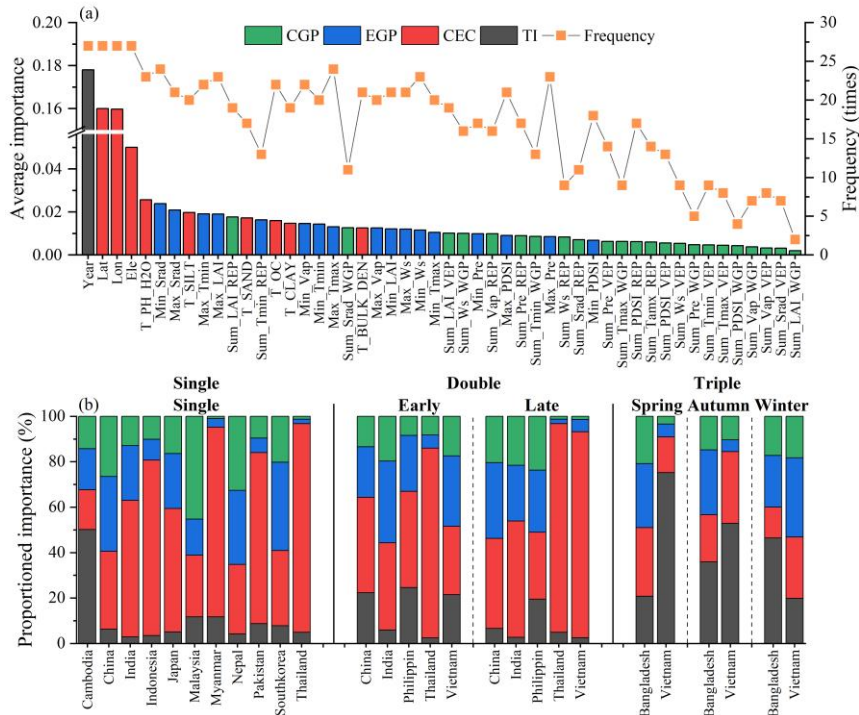 (a)
CGP EGP CEC TI Frequency
Average importance
0.20
0.18
0.16
0.04
0.02
0.00
Frequency (times)
30
25
20
15
10
5
0
Year
Lat
Lon
Ele
T_PH_H2O
Min_Srad
Max_Srad
T_SILT
Max_Tmin
Max_LAI
Sum_LAI_REP
T_SAND
Sum_Tmin_REP
T_OC
T_CLAY
Min_Vap
Min_Tmin
Max_Tmax
Sum_Srad_WGP
T_BULK_DEN
Max_Vap
Min_LAI
Max_Ws
Min_Ws
Min_Tmax
Sum_LAI_VEP
Sum_Ws_WGP
Min_Pre
Sum_Vap_REP
Max_PDSI
Sum_Pre_REP
Sum_Tmin_WGP
Max_Pre
Sum_Ws_REP
Sum_Srad_REP
Min_PDSI
Sum_Pre_VEP
Sum_Tmax_WGP
Sum_PDSI_REP
Sum_Tamx_REP
Sum_PDSI_VEP
Sum_Ws_VEP
Sum_Pre_WGP
Sum_Tmin_VEP
Sum_Tmax_VEP
Sum_PDSI_WGP
Sum_Vap_WGP
Sum_Vap_VEP
Sum_Srad_VEP
Sum_LAI_WGP
Single Double Triple
(b) Single Early Late Spring Autumn Winter
Proportioned importance (%)
100
80
60
40
20
0
Cambodia
China
India
Indonesia
Japan
Malaysia
Myanmar
Nepal
Pakistan
Southkorea
Thailand
China
India
Philippin
Thailand
Vietnam
China
India
Philippin
Thailand
Vietnam
Bangladesh
Vietnam
Bangladesh
Vietnam
Bangladesh
Vietnam